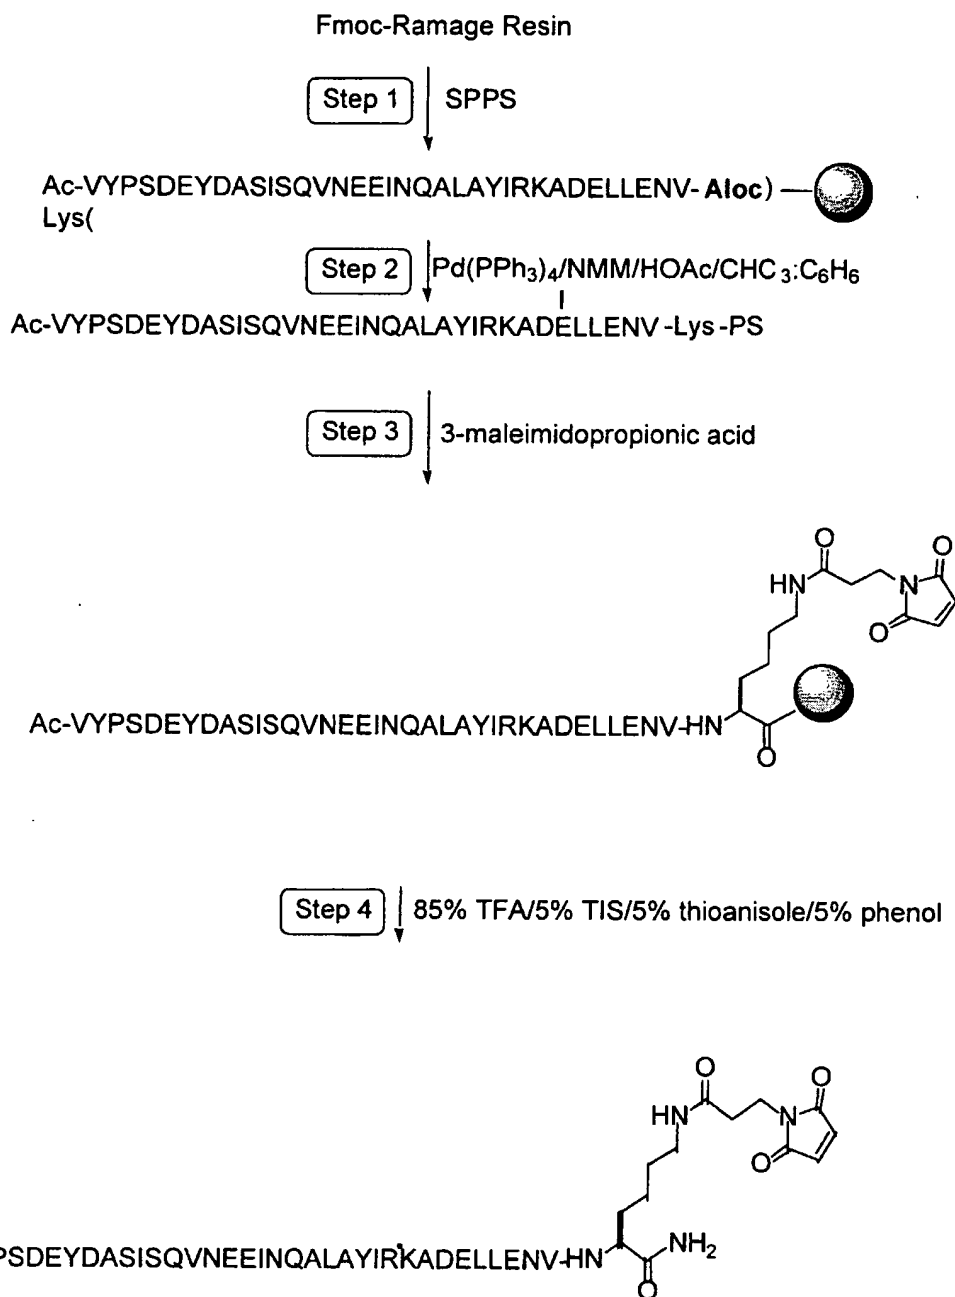 Fmoc-Ramage Resin
Step 1 SPPS
Ac-VYPSDEYDASISQVNEEINQALAYIRKADELLENV- Aloc)
Lys(
Step 2 Pd(PPh3)4/NMM/HOAc/CHC 3:C6H6
Ac-VYPSDEYDASISQVNEEINQALAYIRKADELLENV -Lys -PS
Step 3 3-maleimidopropionic acid
O
O
HN
N
O
Ac-VYPSDEYDASISQVNEEINQALAYIRKADELLENV-HN
O
Step 4 85% TFA/5% TIS/5% thioanisole/5% phenol
O
O
HN
N
O
PSDEYDASISQVNEEINQALAYIRKADELLENV-HN NH2
O